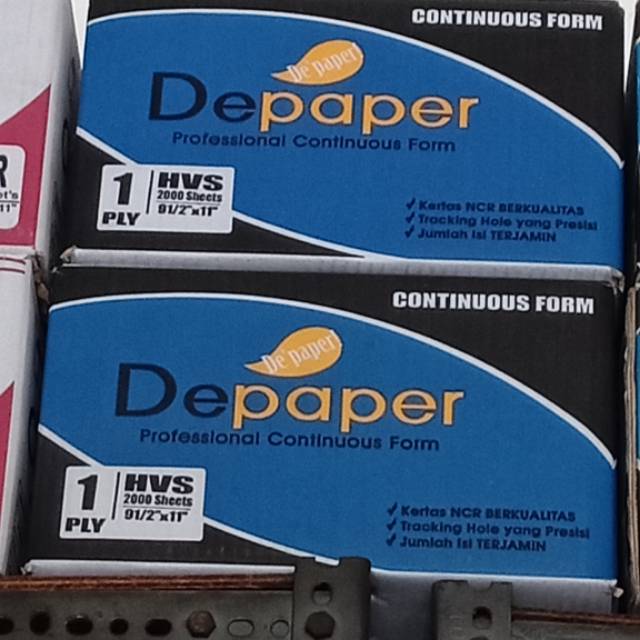 CONTINUOUS FORM
De paper
Depaper
Professional Continuous Form
1 PLY
HVS
2000 Sheets
9 1/2"x11"
✓ Kertas NCR BERKUALITAS
✓ Tracking Hole yang Presisi
✓ Jumlah Isi TERJAMIN
CONTINUOUS FORM
De paper
Depaper
Professional Continuous Form
1 PLY
HVS
2000 Sheets
9 1/2"x11"
✓ Kertas NCR BERKUALITAS
✓ Tracking Hole yang Presisi
✓ Jumlah Isi TERJAMIN